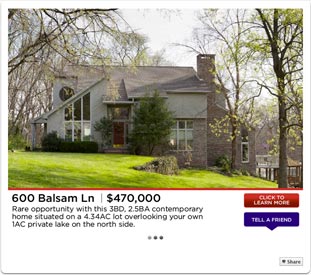 600 Balsam Ln | $470,000
Rare opportunity with this 3BD, 2.5BA contemporary
home situated on a 4.34AC lot overlooking your own
1AC private lake on the north side.
CLICK TO
LEARN MORE
TELL A FRIEND
Share